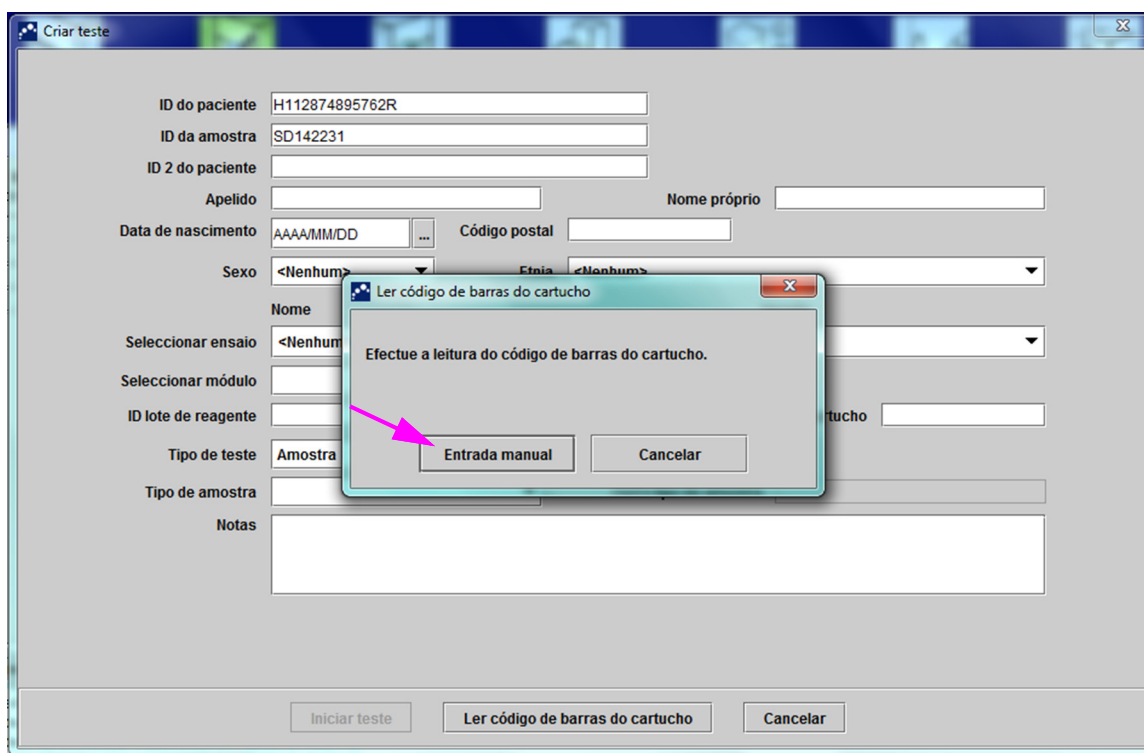 Criar teste
ID do paciente H112874895762R
ID da amostra SD142231
ID 2 do paciente
Apelido Nome próprio
Data de nascimento AAAA/MM/DD ... Código postal
Sexo <Nenhum> Etnia <Nenhum>
Ler código de barras do cartucho
Nome
Seleccionar ensaio <Nenhum
Efectue a leitura do código de barras do cartucho.
Seleccionar módulo
ID lote de reagente rtucho
Tipo de teste Amostra
Entrada manual Cancelar
Tipo de amostra
Notas
Iniciar teste Ler código de barras do cartucho Cancelar